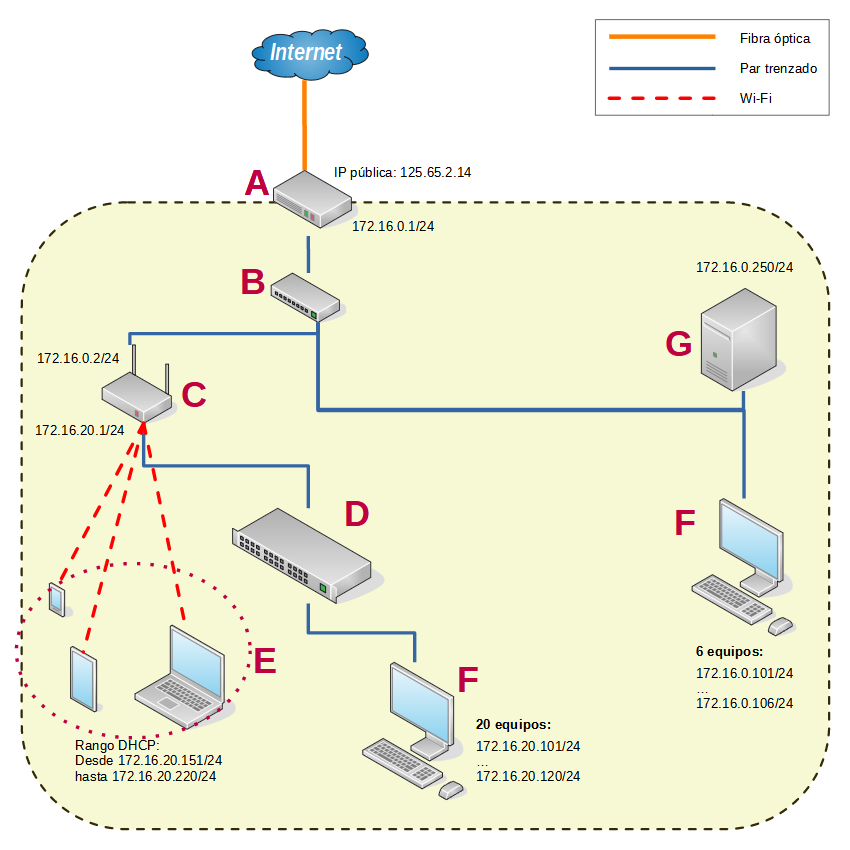 Internet
Fibra óptica
Par trenzado
Wi-Fi
A
IP pública: 125.65.2.14
172.16.0.1/24
B
172.16.0.250/24
G
172.16.0.2/24
C
172.16.20.1/24
D
F
6 equipos:
172.16.0.101/24
...
172.16.0.106/24
E
F
20 equipos:
172.16.20.101/24
...
172.16.20.120/24
Rango DHCP:
Desde 172.16.20.151/24
hasta 172.16.20.220/24